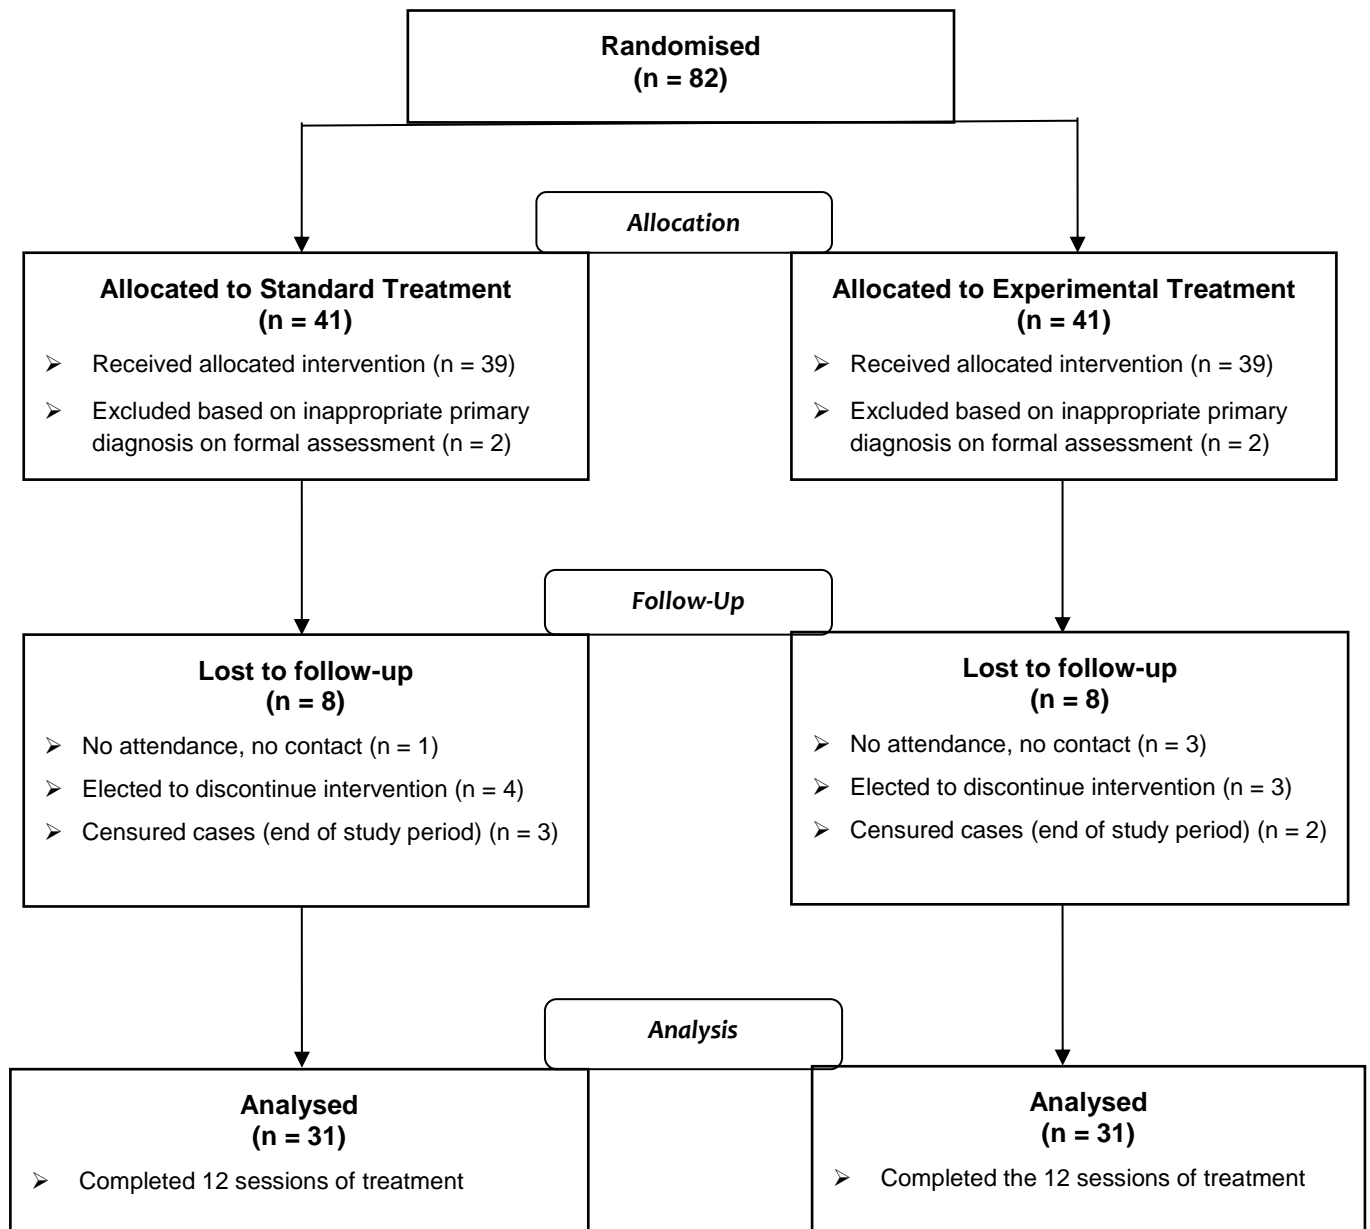 Randomised
(n = 82)
Allocation
Allocated to Standard Treatment
(n = 41)
➢ Received allocated intervention (n = 39)
➢ Excluded based on inappropriate primary
diagnosis on formal assessment (n = 2)
Allocated to Experimental Treatment
(n = 41)
➢ Received allocated intervention (n = 39)
➢ Excluded based on inappropriate primary
diagnosis on formal assessment (n = 2)
Follow-Up
Lost to follow-up
(n = 8)
➢ No attendance, no contact (n = 1)
➢ Elected to discontinue intervention (n = 4)
➢ Censured cases (end of study period) (n = 3)
Lost to follow-up
(n = 8)
➢ No attendance, no contact (n = 3)
➢ Elected to discontinue intervention (n = 3)
➢ Censured cases (end of study period) (n = 2)
Analysis
Analysed
(n = 31)
➢ Completed 12 sessions of treatment
Analysed
(n = 31)
➢ Completed the 12 sessions of treatment